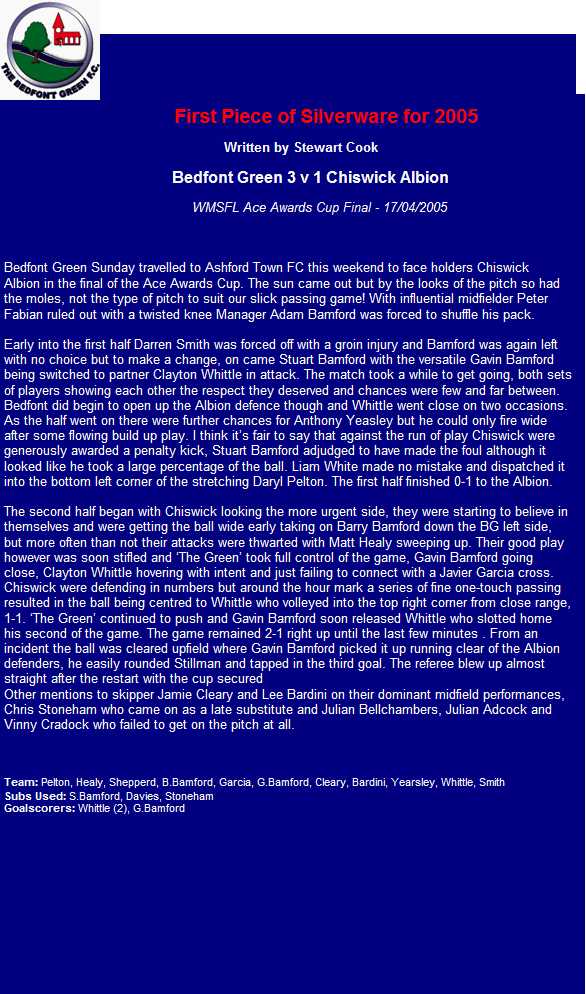 THE BEDFONT GREEN F.C.
First Piece of Silverware for 2005
Written by Stewart Cook
Bedfont Green 3 v 1 Chiswick Albion
WMSFL Ace Awards Cup Final - 17/04/2005
Bedfont Green Sunday travelled to Ashford Town FC this weekend to face holders Chiswick
Albion in the final of the Ace Awards Cup. The sun came out but by the looks of the pitch so had
the moles, not the type of pitch to suit our slick passing game! With influential midfielder Peter
Fabian ruled out with a twisted knee Manager Adam Bamford was forced to shuffle his pack.
Early into the first half Darren Smith was forced off with a groin injury and Bamford was again left
with no choice but to make a change, on came Stuart Bamford with the versatile Gavin Bamford
being switched to partner Clayton Whittle in attack. The match took a while to get going, both sets
of players showing each other the respect they deserved and chances were few and far between.
Bedfont did begin to open up the Albion defence though and Whittle went close on two occasions.
As the half went on there were further chances for Anthony Yeasley but he could only fire wide
after some flowing build up play. I think it's fair to say that against the run of play Chiswick were
generously awarded a penalty kick, Stuart Bamford adjudged to have made the foul although it
looked like he took a large percentage of the ball. Liam White made no mistake and dispatched it
into the bottom left corner of the stretching Daryl Pelton. The first half finished 0-1 to the Albion.
The second half began with Chiswick looking the more urgent side, they were starting to believe in
themselves and were getting the ball wide early taking on Barry Bamford down the BG left side,
but more often than not their attacks were thwarted with Matt Healy sweeping up. Their good play
however was soon stifled and 'The Green' took full control of the game, Gavin Bamford going
close, Clayton Whittle hovering with intent and just failing to connect with a Javier Garcia cross.
Chiswick were defending in numbers but around the hour mark a series of fine one-touch passing
resulted in the ball being centred to Whittle who volleyed into the top right corner from close range,
1-1. 'The Green' continued to push and Gavin Bamford soon released Whittle who slotted home
his second of the game. The game remained 2-1 right up until the last few minutes . From an
incident the ball was cleared upfield where Gavin Bamford picked it up running clear of the Albion
defenders, he easily rounded Stillman and tapped in the third goal. The referee blew up almost
straight after the restart with the cup secured
Other mentions to skipper Jamie Cleary and Lee Bardini on their dominant midfield performances,
Chris Stoneham who came on as a late substitute and Julian Bellchambers, Julian Adcock and
Vinny Cradock who failed to get on the pitch at all.
Team: Pelton, Healy, Shepperd, B.Bamford, Garcia, G.Bamford, Cleary, Bardini, Yearsley, Whittle, Smith
Subs Used: S.Bamford, Davies, Stoneham
Goalscorers: Whittle (2), G.Bamford